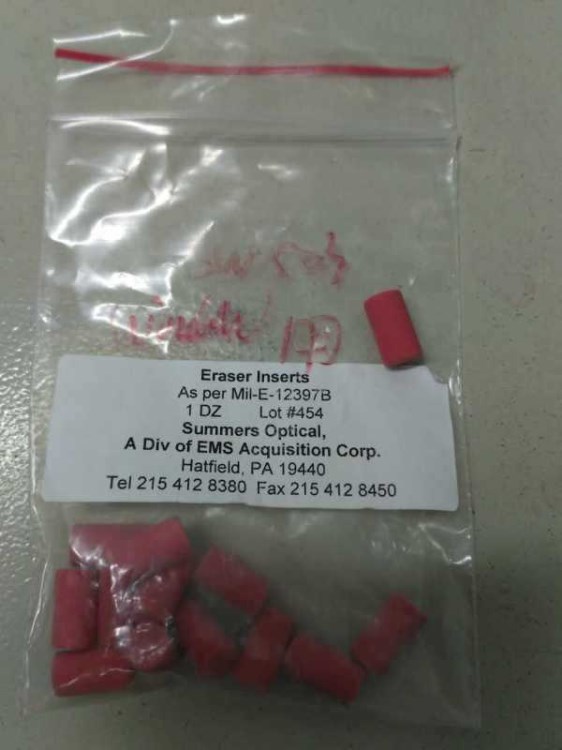 Eraser Inserts
As per Mil-E-12397B
1 DZ Lot #454
Summers Optical,
A Div of EMS Acquisition Corp.
Hatfield, PA 19440
Tel 215 412 8380 Fax 215 412 8450